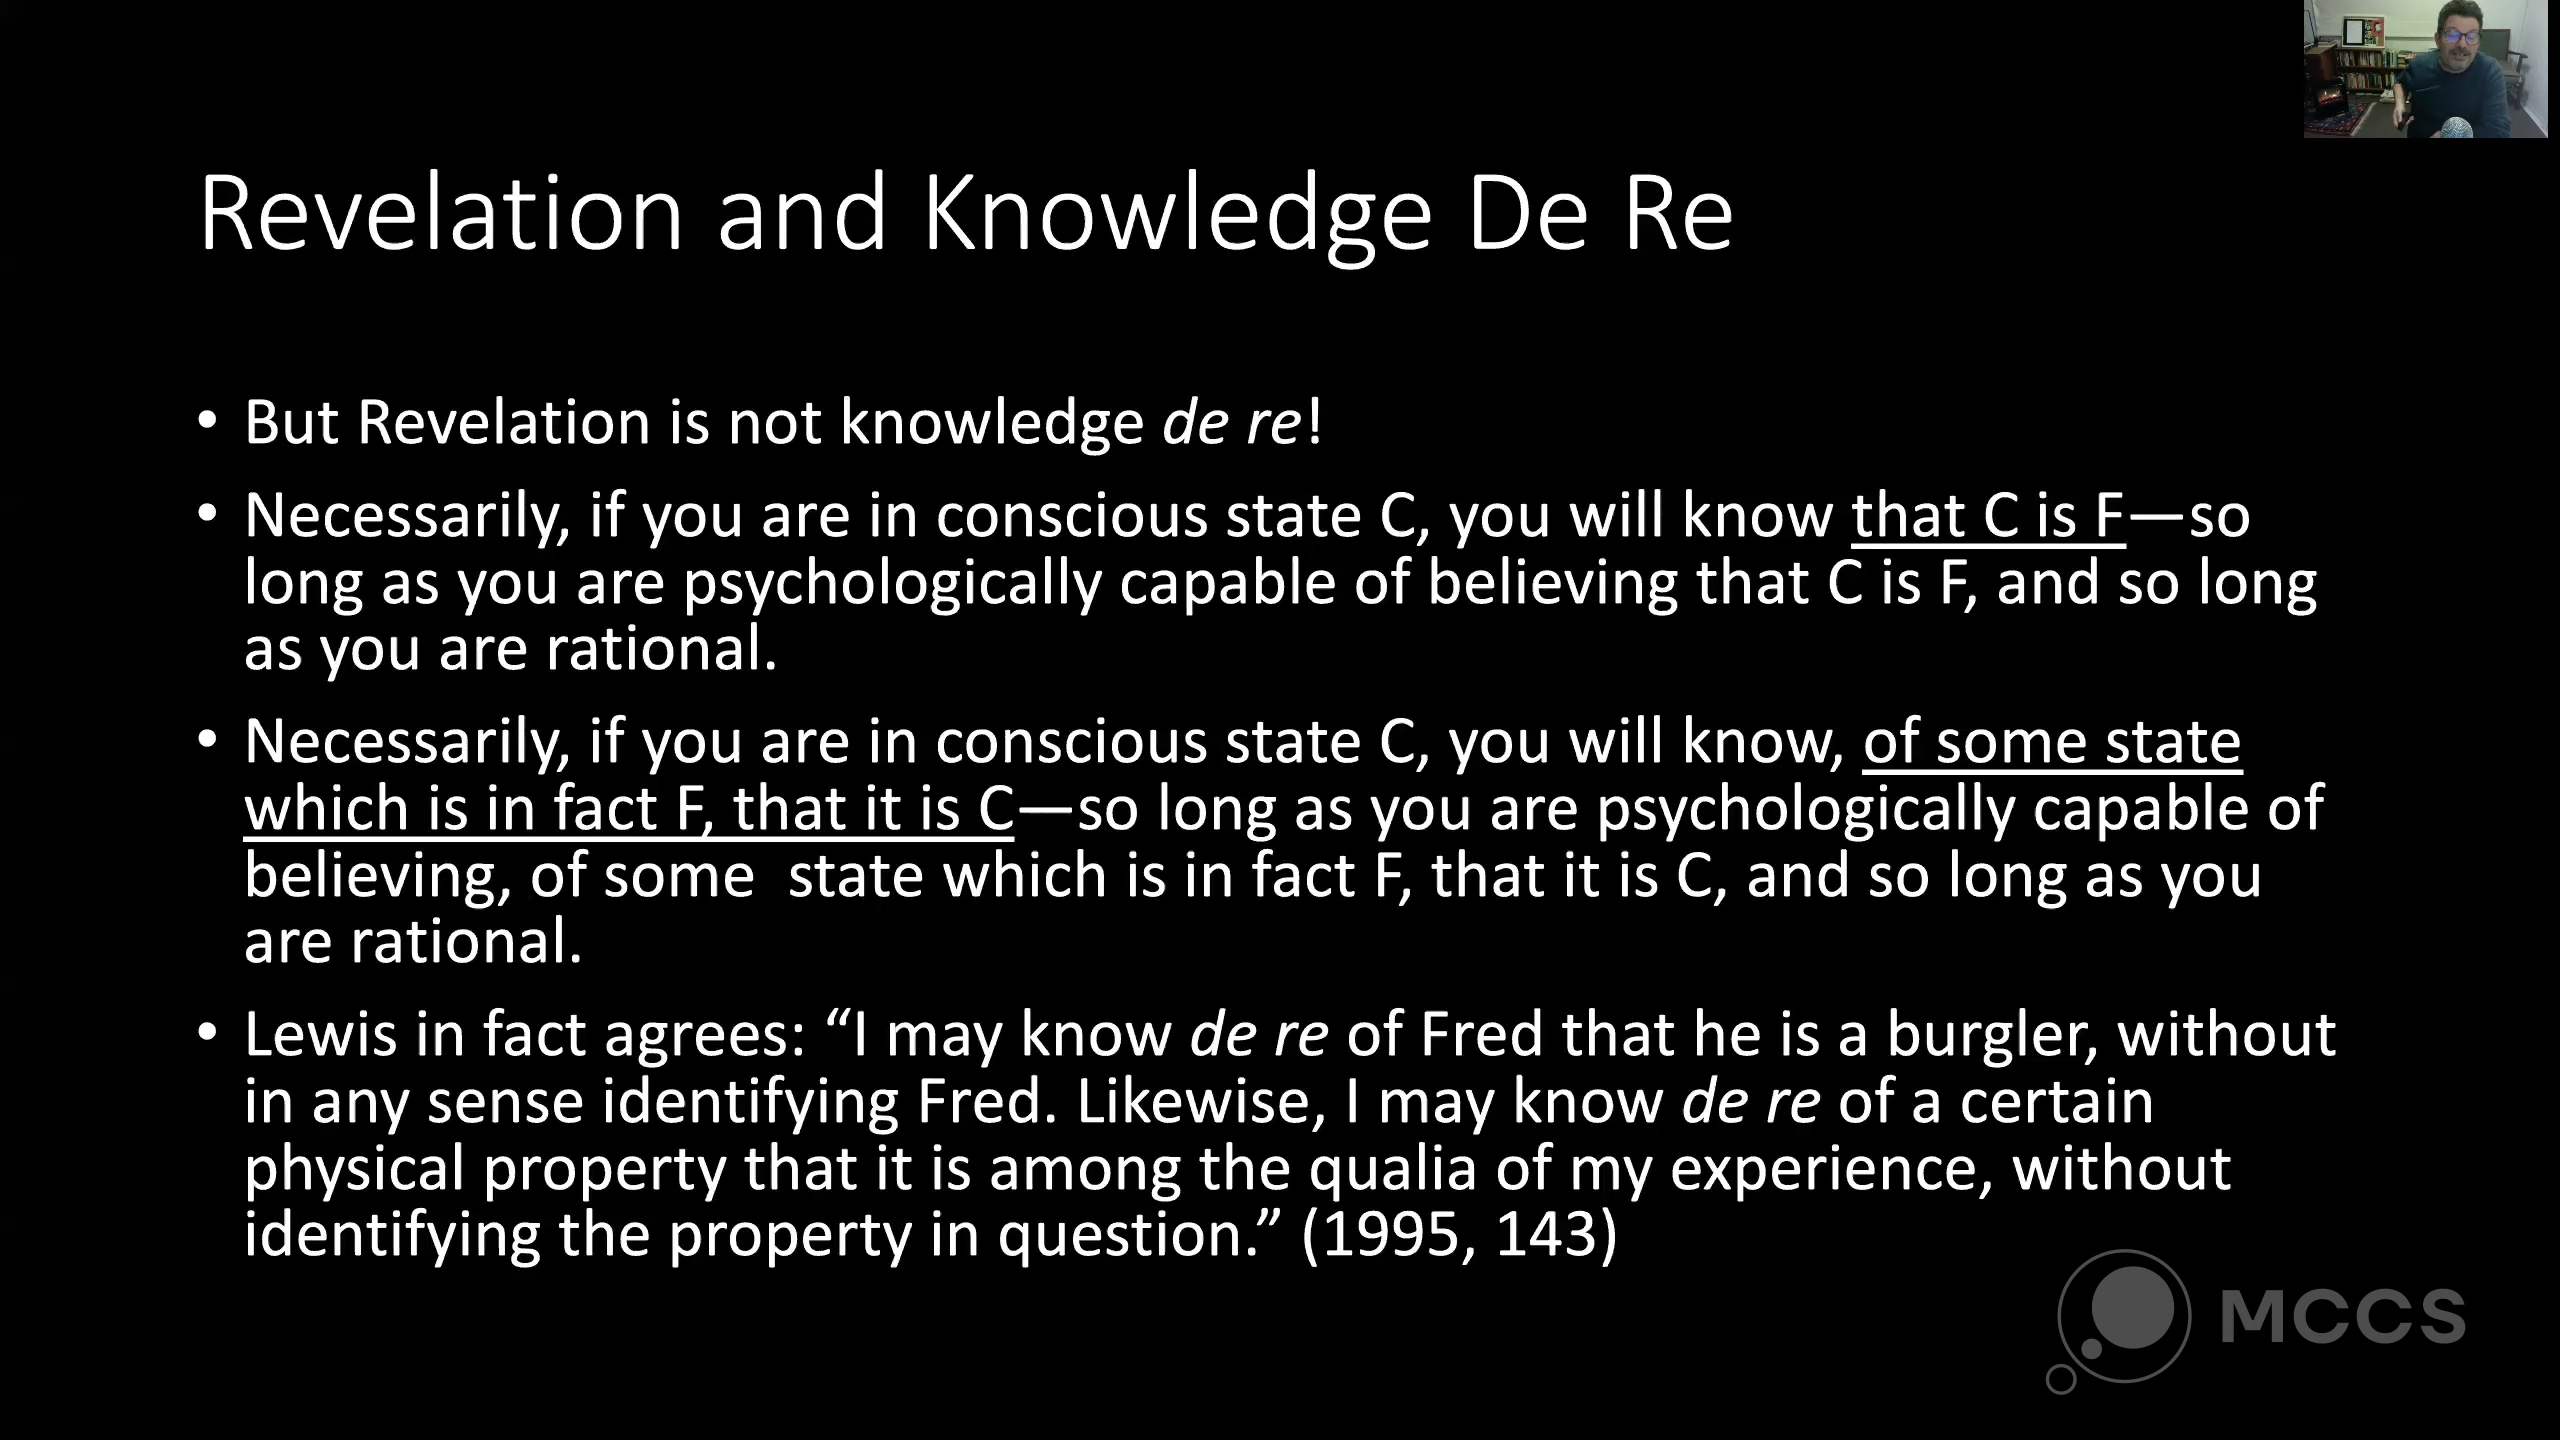 Revelation and Knowledge De Re
• But Revelation is not knowledge de re!
• Necessarily, if you are in conscious state C, you will know that C is F—so
long as you are psychologically capable of believing that C is F, and so long
as you are rational.
• Necessarily, if you are in conscious state C, you will know, of some state
which is in fact F, that it is C—so long as you are psychologically capable of
believing, of some  state which is in fact F, that it is C, and so long as you
are rational.
• Lewis in fact agrees: “I may know de re of Fred that he is a burgler, without
in any sense identifying Fred. Likewise, I may know de re of a certain
physical property that it is among the qualia of my experience, without
identifying the property in question.” (1995, 143)
MCCS